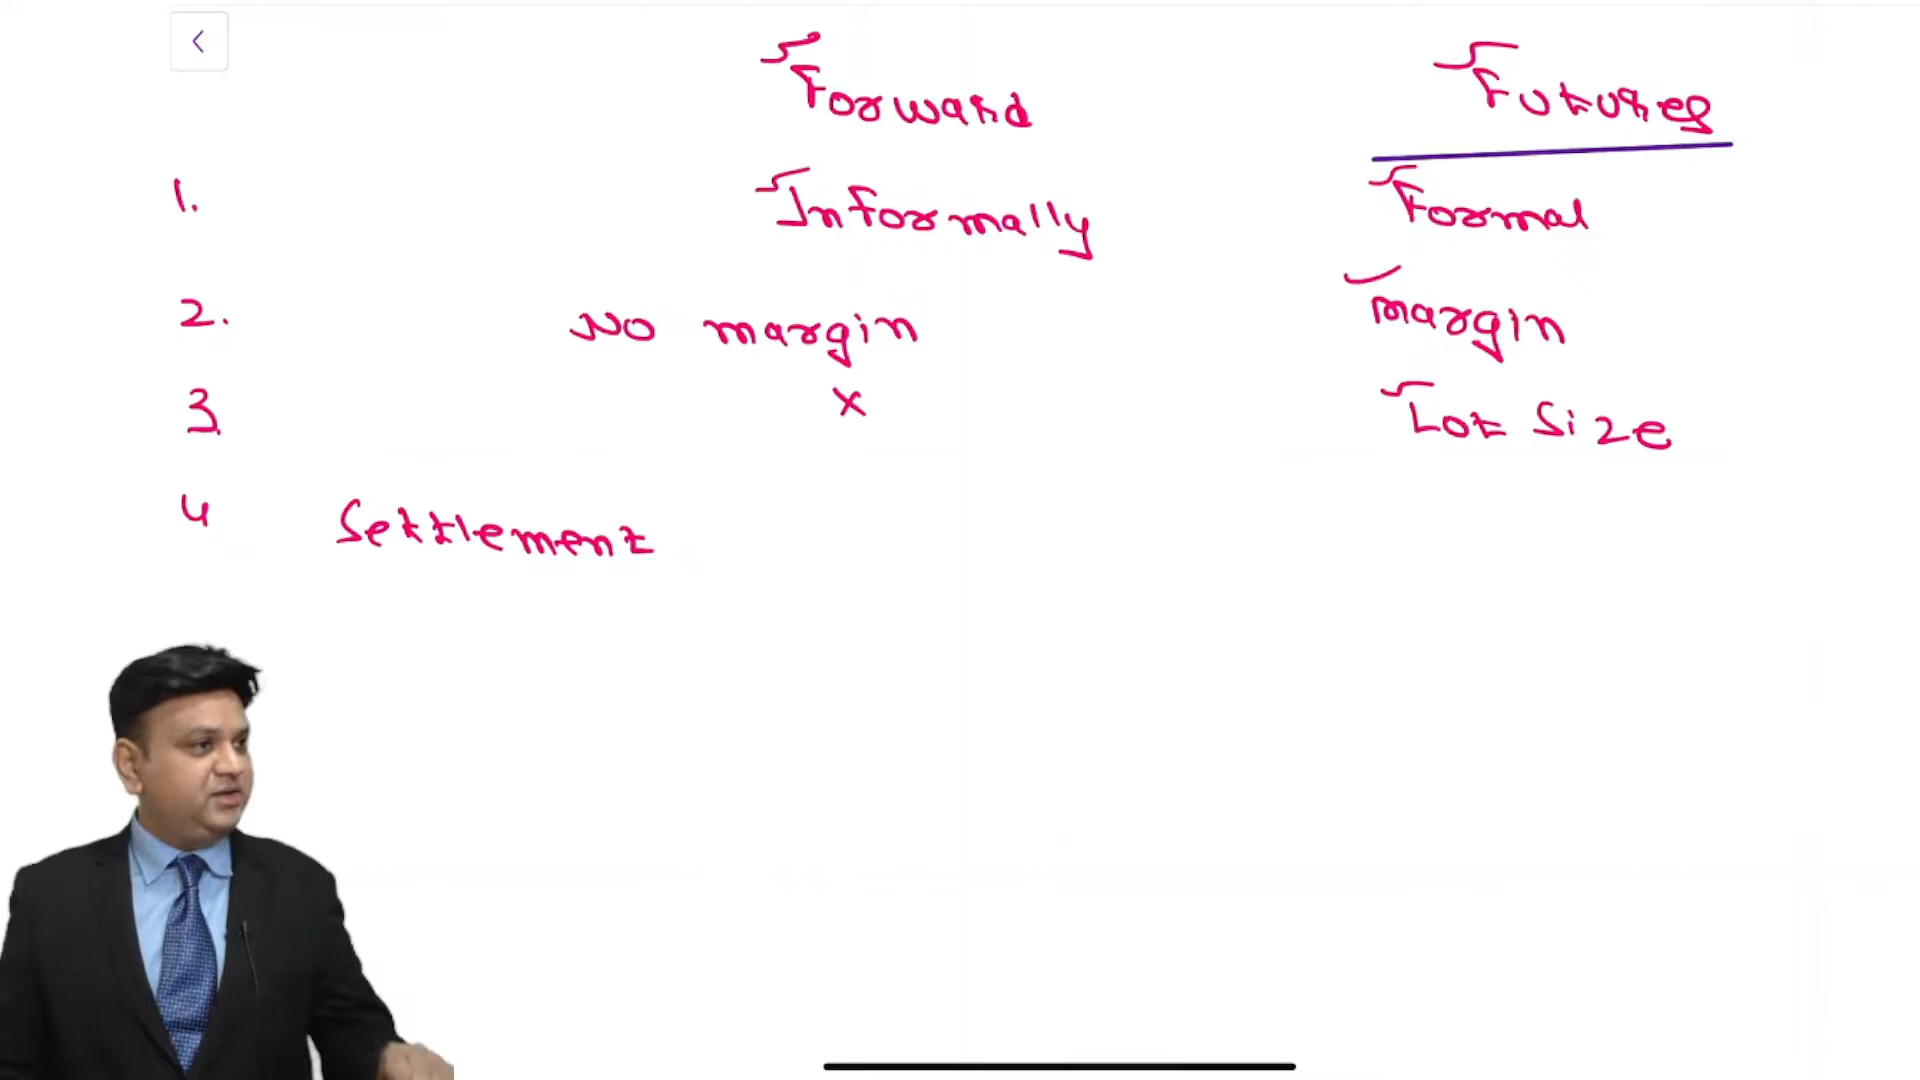 Forward Futures
1. Informally Formal
2. No margin margin
3. x Lot Size
4 Settlement